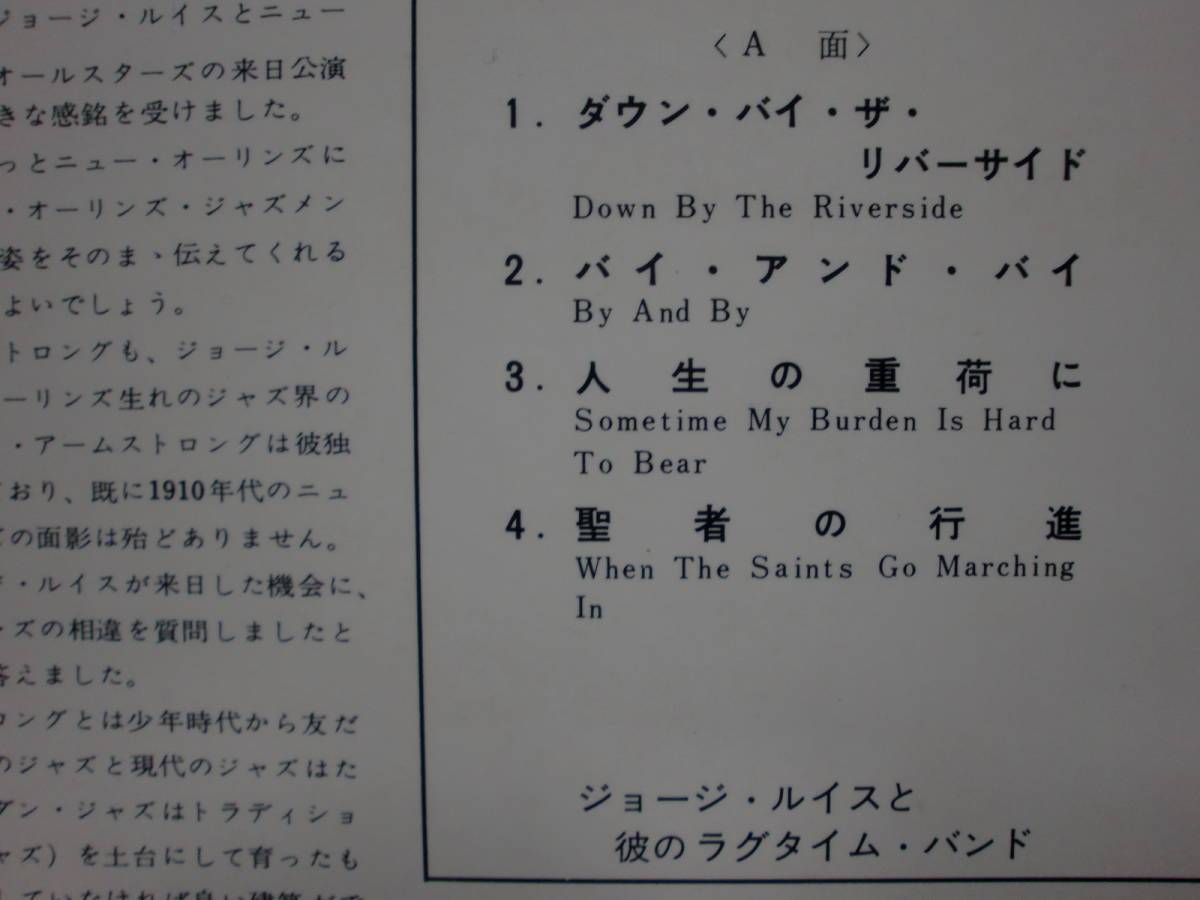 ジョージ・ルイスとニュー
オールスターズの来日公演
きな感銘を受けました。
っとニュー・オーリンズに
・オーリンズ・ジャズメン
姿をそのまゝ伝えてくれる
よいでしょう。
トロングも、ジョージ・ル
ーリンズ生れのジャズ界の
・アームストロングは彼独
おり、既に1910年代のニュ
の面影は殆どありません。
・ルイスが来日した機会に、
ズの相違を質問しましたと
答えました。
ロングとは少年時代から友だ
のジャズと現代のジャズはた
ダン・ジャズはトラディショ
ャズ)を土台にして育ったも
〈A 面〉
1. ダウン・バイ・ザ・
リバーサイド
Down By The Riverside
2. バイ・アンド・バイ
By And By
3. 人生の重荷に
Sometime My Burden Is Hard
To Bear
4. 聖者の行進
When The Saints Go Marching
In
ジョージ・ルイスと
彼のラグタイム・バンド